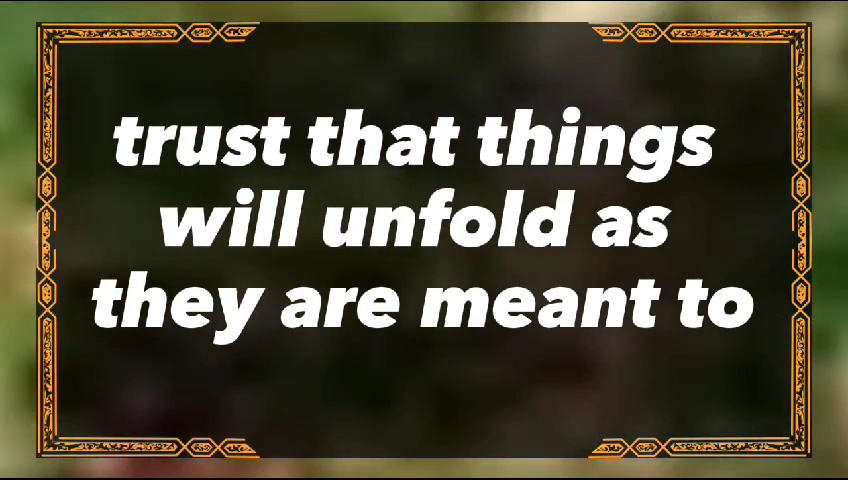 trust that things
will unfold as
they are meant to